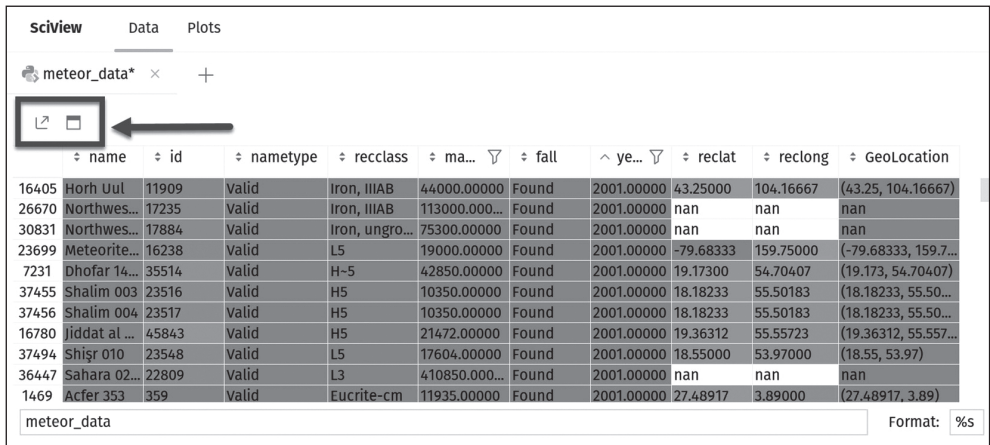 SciView Data Plots
meteor_data* × +
name id nametype recclass ma... fall ye... reclat reclong GeoLocation
16405 Horh Uul 11909 Valid Iron, IIIAB 44000.00000 Found 2001.00000 43.25000 104.16667 (43.25, 104.16667)
26670 Northwes... 17235 Valid Iron, IIIAB 113000.000... Found 2001.00000 nan nan nan
30831 Northwes... 17884 Valid Iron, ungro... 75300.00000 Found 2001.00000 nan nan nan
23699 Meteorite... 16238 Valid L5 19000.00000 Found 2001.00000 -79.68333 159.75000 (-79.68333, 159.7...
7231 Dhofar 14... 35514 Valid H~5 42850.00000 Found 2001.00000 19.17300 54.70407 (19.173, 54.70407)
37455 Shalim 003 23516 Valid H5 10350.00000 Found 2001.00000 18.18233 55.50183 (18.18233, 55.50...
37456 Shalim 004 23517 Valid H5 10350.00000 Found 2001.00000 18.18233 55.50183 (18.18233, 55.50...
16780 Jiddat al ... 45843 Valid H5 21472.00000 Found 2001.00000 19.36312 55.55723 (19.36312, 55.557...
37494 Shişr 010 23548 Valid L5 17604.00000 Found 2001.00000 18.55000 53.97000 (18.55, 53.97)
36447 Sahara 02... 22809 Valid L3 410850.000... Found 2001.00000 nan nan nan
1469 Acfer 353 359 Valid Eucrite-cm 11935.00000 Found 2001.00000 27.48917 3.89000 (27.48917, 3.89)
meteor_data Format: %s